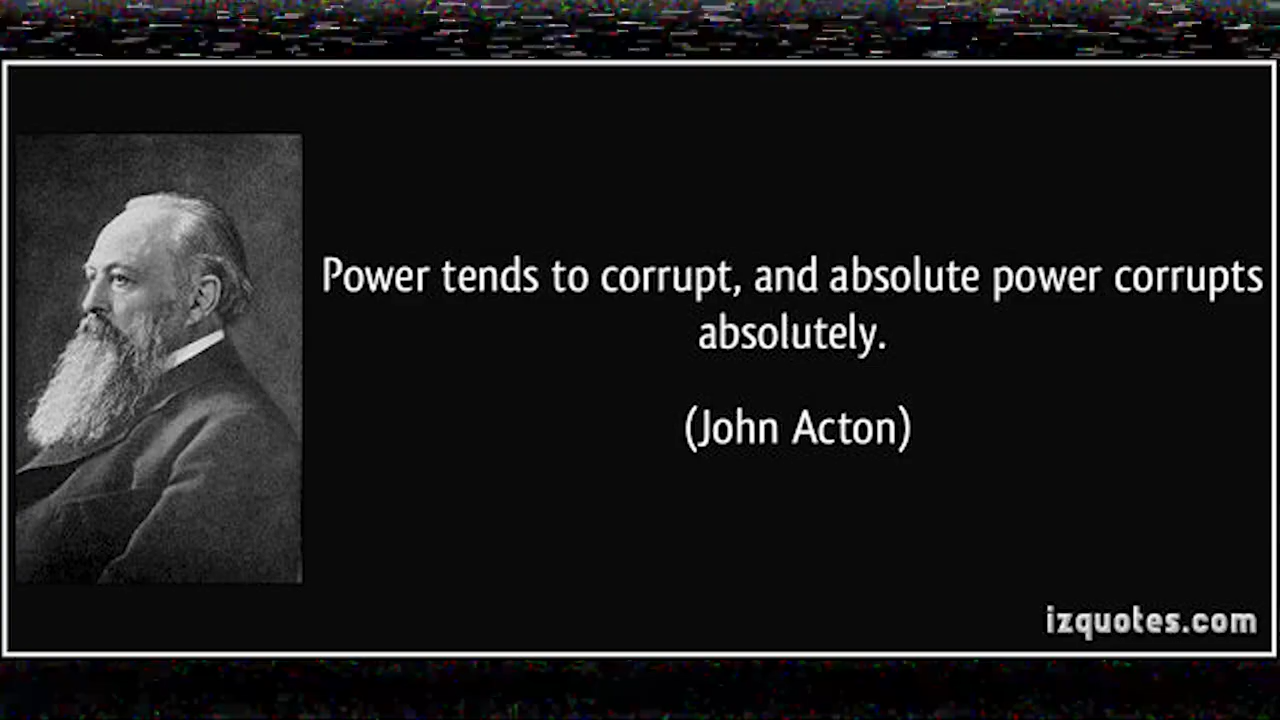 Power tends to corrupt, and absolute power corrupts
absolutely.
(John Acton)
izquotes.com